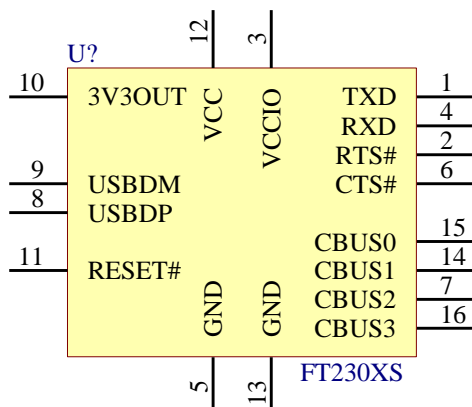 12 3
U?
10 3V3OUT VCC VCCIO TXD 1
RXD 4
RTS# 2
9 USBDM CTS# 6
8 USBDP
CBUS0 15
11 RESET# CBUS1 14
GND GND CBUS2 7
CBUS3 16
5 13 FT230XS